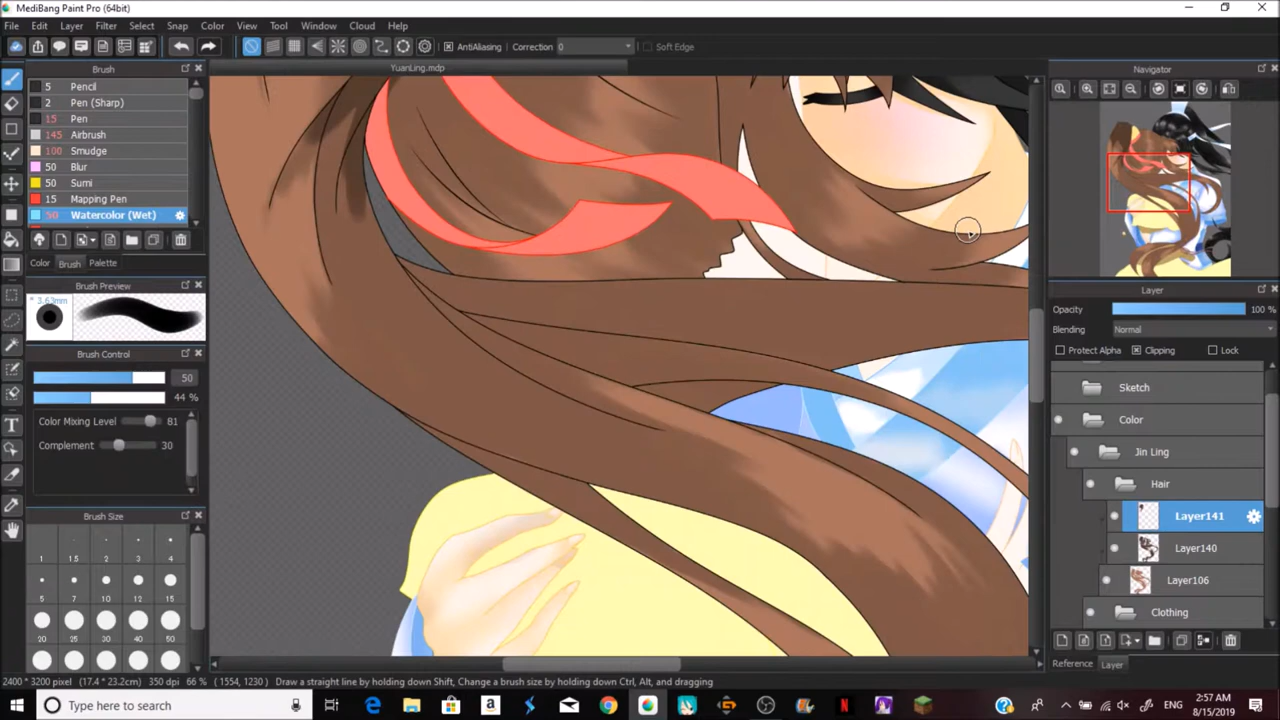 MediBang Paint Pro (64bit)
File Edit Layer Filter Select Snap Color View Tool Window Cloud Help
AntiAliasing Correction 0 Soft Edge
Brush
YuanLing.mdp
Navigator
5 Pencil
2 Pen (Sharp)
15 Pen
145 Airbrush
100 Smudge
50 Blur
50 Sumi
15 Mapping Pen
50 Watercolor (Wet)
Color Brush Palette
Brush Preview
* 3.63mm
Brush Control
50
44 %
Color Mixing Level 81
Complement 30
Brush Size
1 1.5 2 3 4
5 7 10 12 15
20 25 30 40 50
Layer
Opacity 100 %
Blending Normal
Protect Alpha Clipping Lock
Sketch
Color
Jin Ling
Hair
Layer141
Layer140
Layer106
Clothing
Reference Layer
2400 * 3200 pixel (17.4 * 23.2cm) 350 dpi 66 % ( 1554, 1230 ) Draw a straight line by holding down Shift, Change a brush size by holding down Ctrl, Alt, and dragging
Type here to search
2:57 AM
8/15/2019